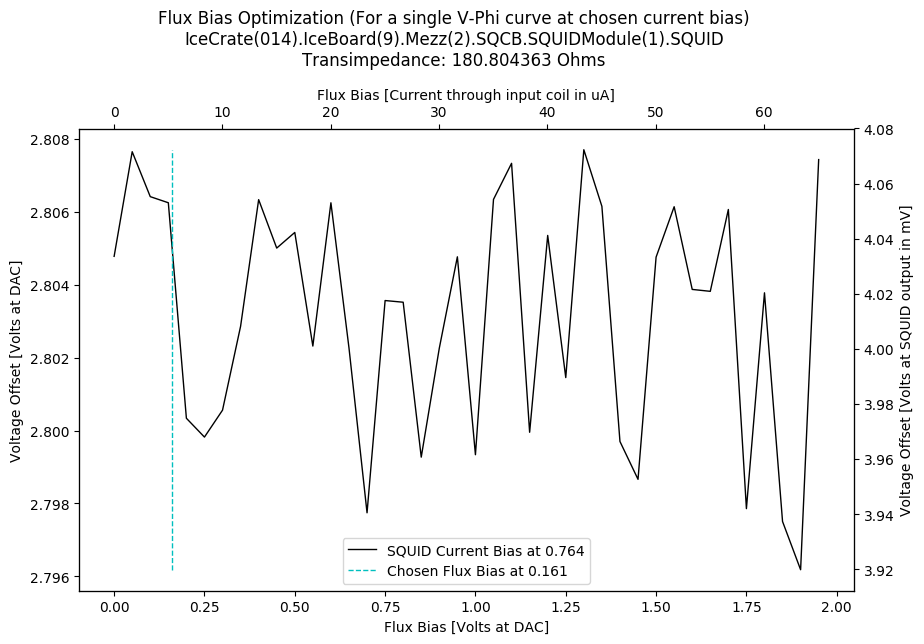 Flux Bias Optimization (For a single V-Phi curve at chosen current bias)
IceCrate(014).IceBoard(9).Mezz(2).SQCB.SQUIDModule(1).SQUID
Transimpedance: 180.804363 Ohms
Flux Bias [Current through input coil in uA]
0 10 20 30 40 50 60
Voltage Offset [Volts at DAC]
2.808
2.806
2.804
2.802
2.800
2.798
2.796
4.08
4.06
4.04
4.02
4.00
3.98
3.96
3.94
3.92
Voltage Offset [Volts at SQUID output in mV]
SQUID Current Bias at 0.764
Chosen Flux Bias at 0.161
0.00 0.25 0.50 0.75 1.00 1.25 1.50 1.75 2.00
Flux Bias [Volts at DAC]